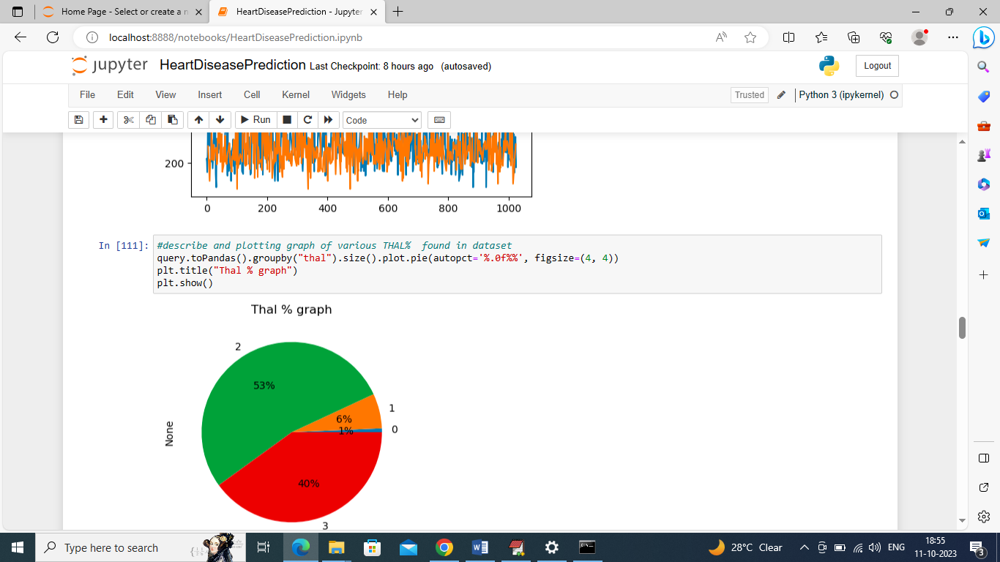 Home Page - Select or create a n
HeartDiseasePrediction - Jupyter
localhost:8888/notebooks/HeartDiseasePrediction.ipynb
jupyter HeartDiseasePrediction Last Checkpoint: 8 hours ago (autosaved)
Logout
File Edit View Insert Cell Kernel Widgets Help
Trusted
Python 3 (ipykernel)
Run
Code
200
0 200 400 600 800 1000
In [111]:
#describe and plotting graph of various THAL%  found in dataset
query.toPandas().groupby("thal").size().plot.pie(autopct='%.0f%%', figsize=(4, 4))
plt.title("Thal % graph")
plt.show()
Thal % graph
2
53%
1
6%
0
1%
None
40%
3
Type here to search
28°C Clear
ENG
18:55
11-10-2023
3